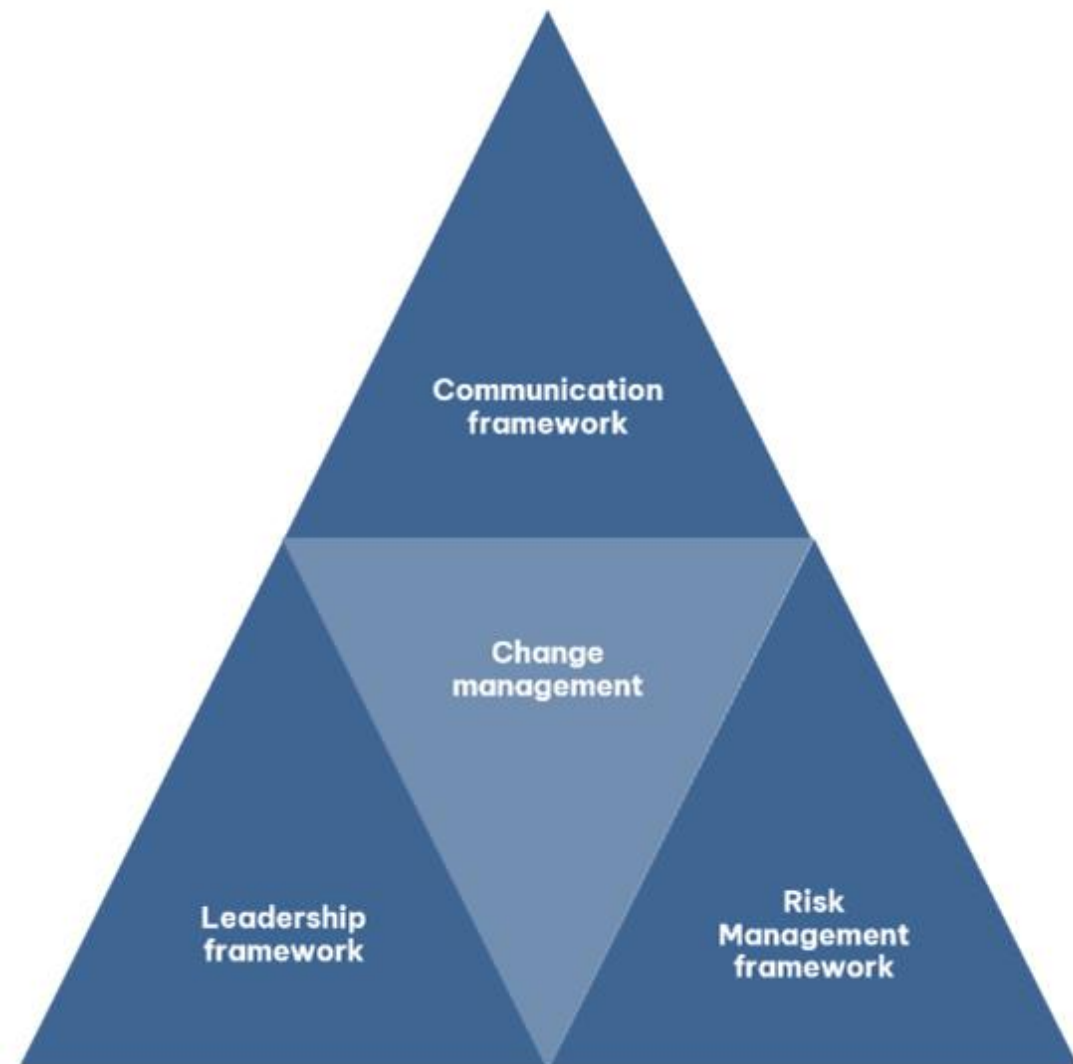 Communication
framework
Change
management
Leadership
framework
Risk
Management
framework